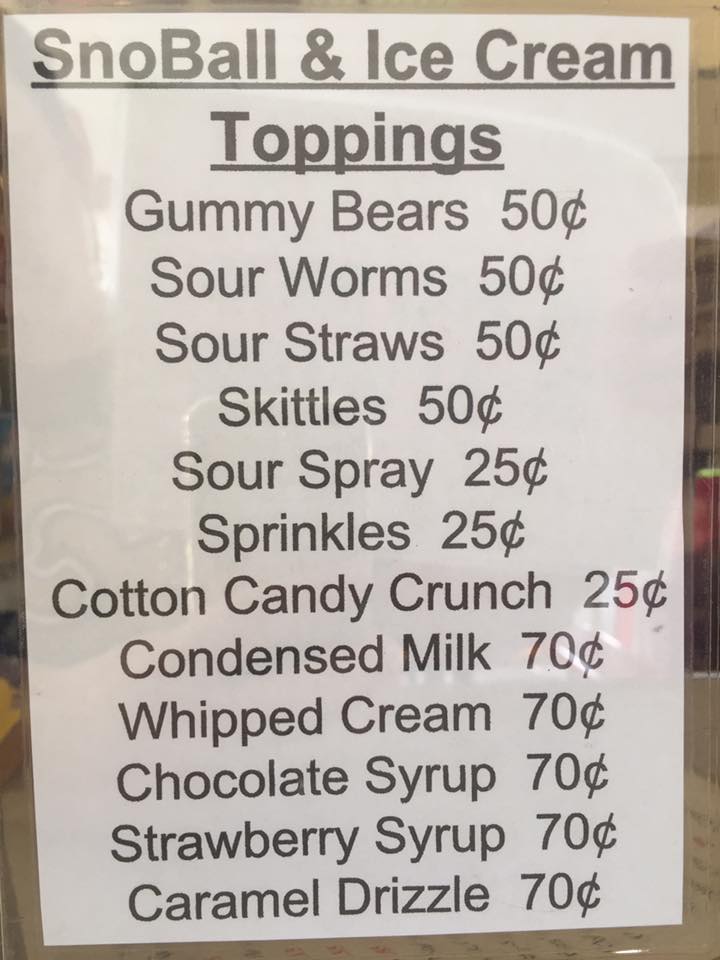 SnoBall & Ice Cream
Toppings
Gummy Bears 50¢
Sour Worms 50¢
Sour Straws 50¢
Skittles 50¢
Sour Spray 25¢
Sprinkles 25¢
Cotton Candy Crunch 25¢
Condensed Milk 70¢
Whipped Cream 70¢
Chocolate Syrup 70¢
Strawberry Syrup 70¢
Caramel Drizzle 70¢